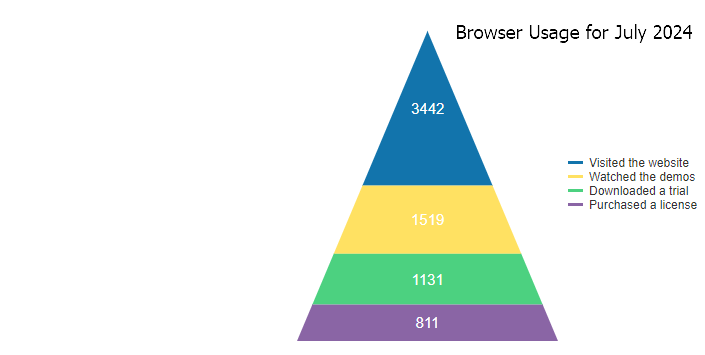 Browser Usage for July 2024
3442
1519
1131
811
Visited the website
Watched the demos
Downloaded a trial
Purchased a license